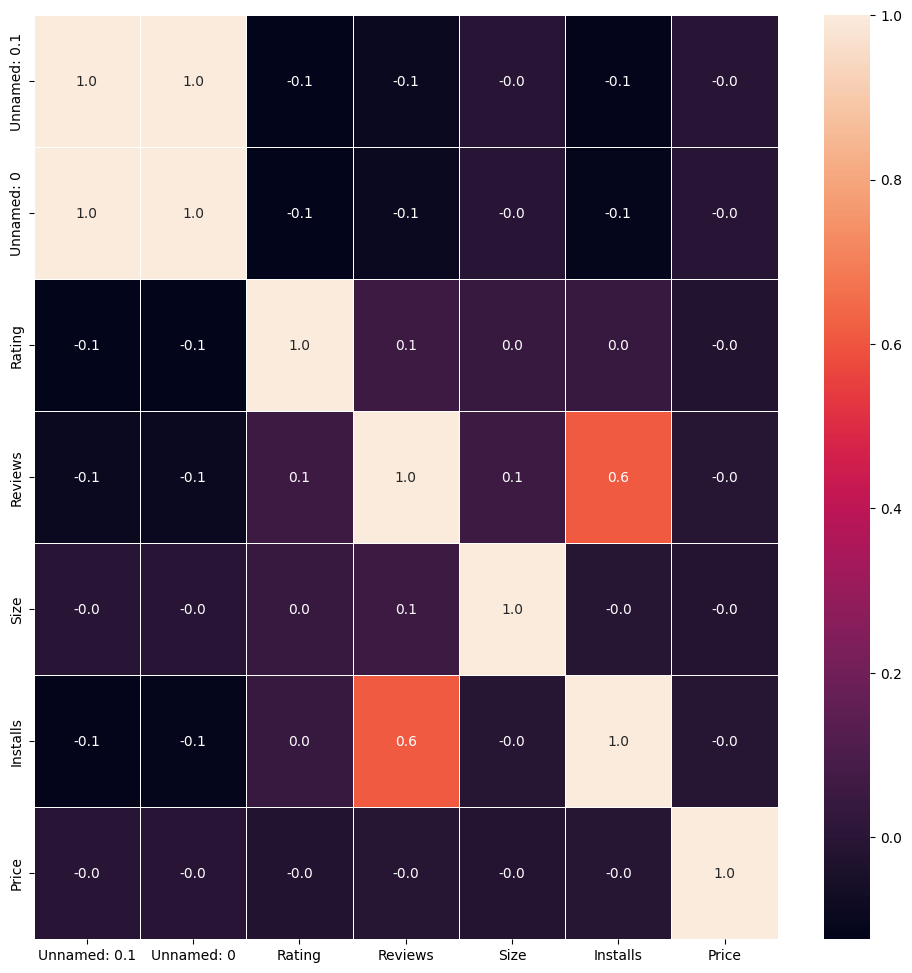 Unnamed: 0.1 1.0 1.0 -0.1 -0.1 -0.0 -0.1 -0.0
Unnamed: 0 1.0 1.0 -0.1 -0.1 -0.0 -0.1 -0.0
Rating -0.1 -0.1 1.0 0.1 0.0 0.0 -0.0
Reviews -0.1 -0.1 0.1 1.0 0.1 0.6 -0.0
Size -0.0 -0.0 0.0 0.1 1.0 -0.0 -0.0
Installs -0.1 -0.1 0.0 0.6 -0.0 1.0 -0.0
Price -0.0 -0.0 -0.0 -0.0 -0.0 -0.0 1.0
Unnamed: 0.1 Unnamed: 0 Rating Reviews Size Installs Price
1.0
0.8
0.6
0.4
0.2
0.0